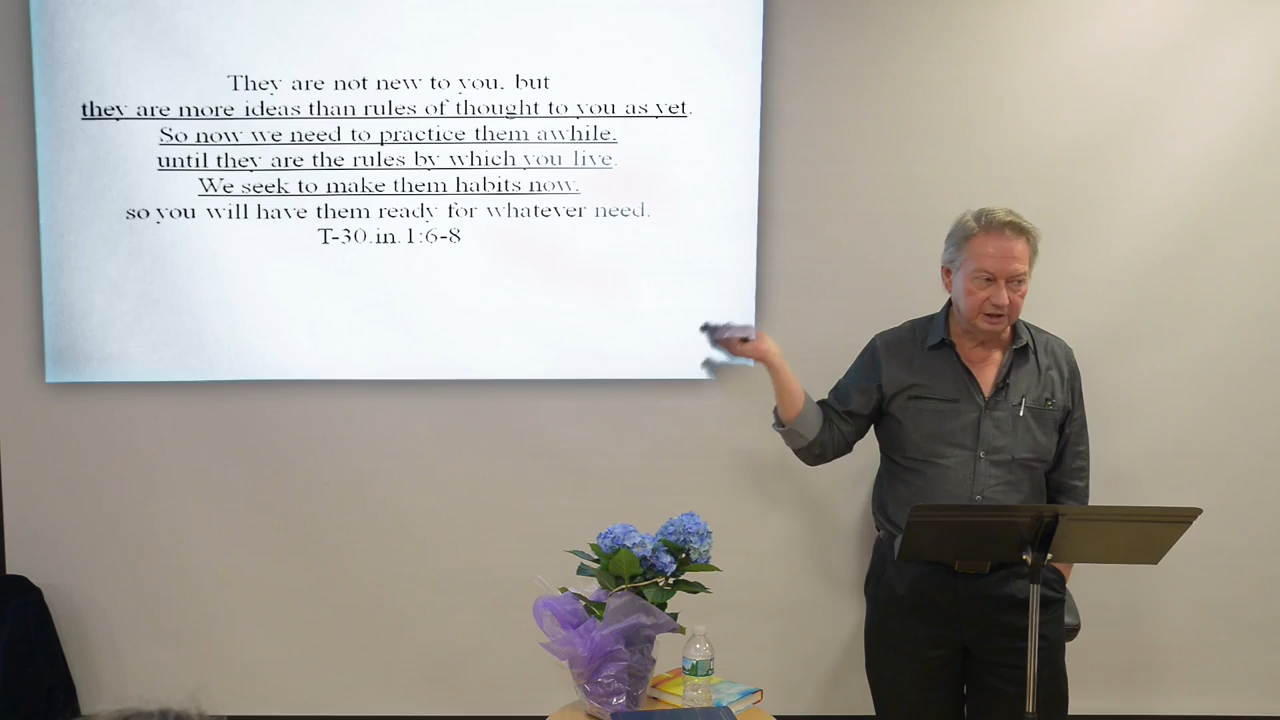 They are not new to you, but
they are more ideas than rules of thought to you as yet.
So now we need to practice them awhile,
until they are the rules by which you live.
We seek to make them habits now,
so you will have them ready for whatever need.
T-30.in.1:6-8